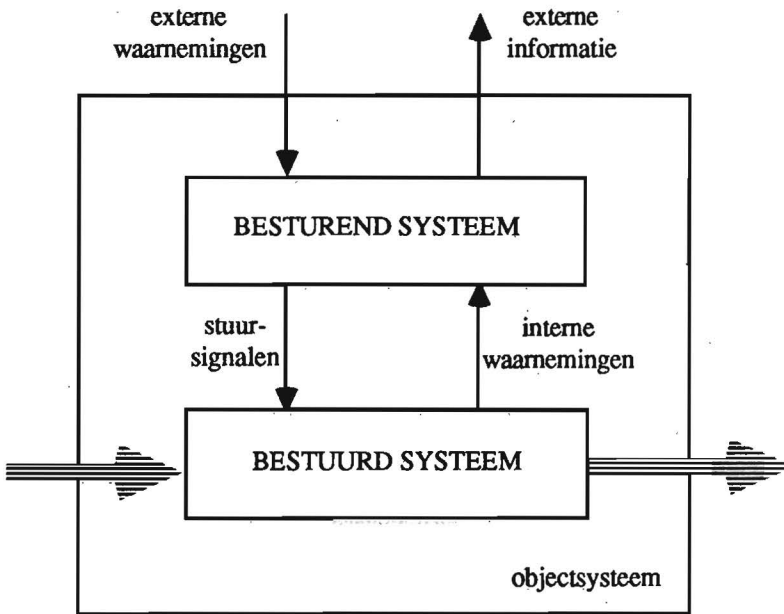 externe
waarnemingen
externe
informatie
BESTUREND SYSTEEM
stuur-
signalen
interne
waarnemingen
BESTUURD SYSTEEM
objectsysteem